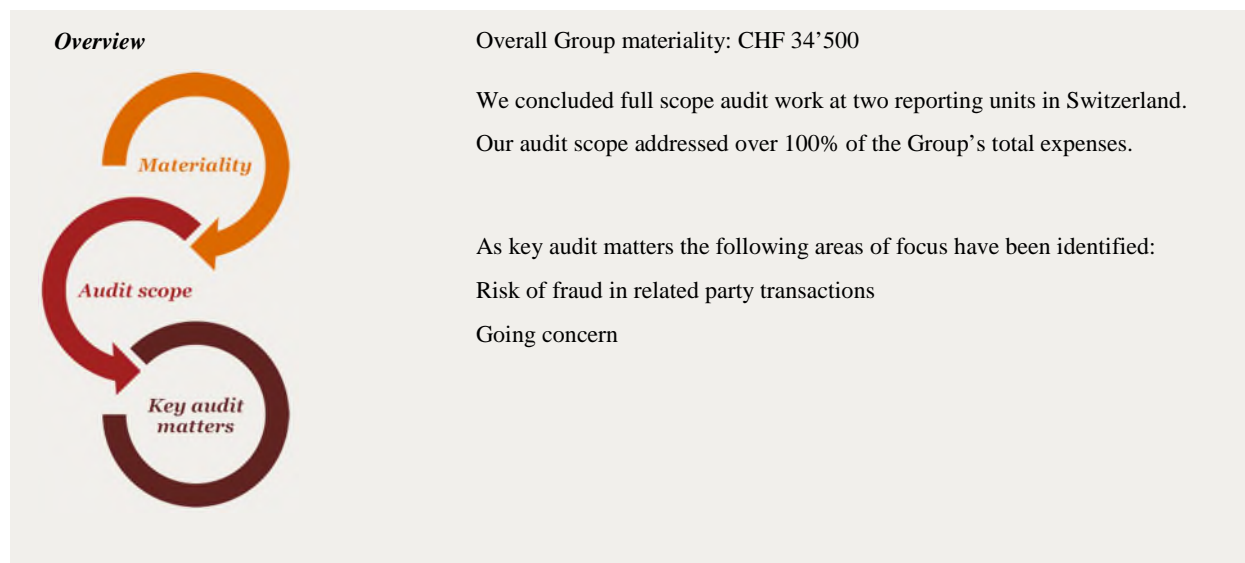 Overview
Overall Group materiality: CHF 34’500
We concluded full scope audit work at two reporting units in Switzerland.
Our audit scope addressed over 100% of the Group’s total expenses.
As key audit matters the following areas of focus have been identified:
Risk of fraud in related party transactions
Going concern
Materiality
Audit scope
Key audit
matters